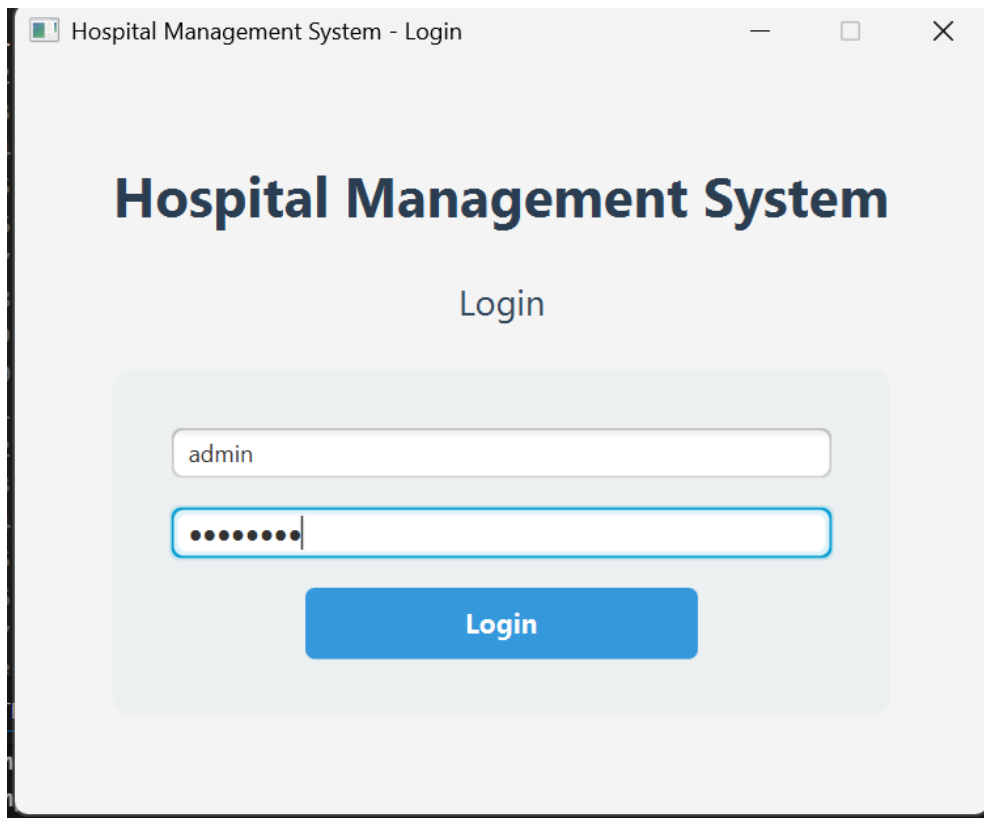 Hospital Management System - Login
Hospital Management System
Login
admin
••••••••
Login